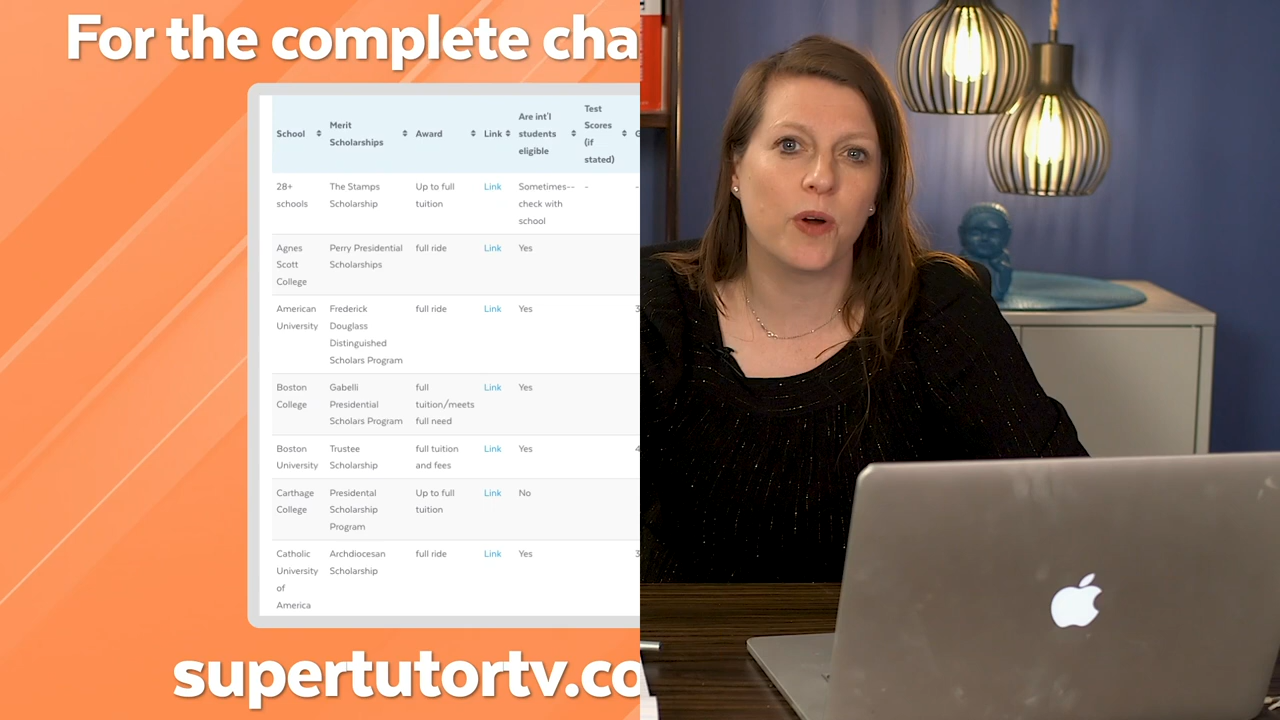 For the complete cha
School
Merit
Scholarships
Award
Link
Are int'l
students
eligible
Test
Scores
(if
stated)
28+
schools
The Stamps
Scholarship
Up to full
tuition
Link
Sometimes--
check with
school
-
-
Agnes
Scott
College
Perry Presidential
Scholarships
full ride
Link
Yes
American
University
Frederick
Douglass
Distinguished
Scholars Program
full ride
Link
Yes
3
Boston
College
Gabelli
Presidential
Scholars Program
full
tuition/meets
full need
Link
Yes
Boston
University
Trustee
Scholarship
full tuition
and fees
Link
Yes
4
Carthage
College
Presidental
Scholarship
Program
Up to full
tuition
Link
No
Catholic
University
of
America
Archdiocesan
Scholarship
full ride
Link
Yes
3
supertutortv.co